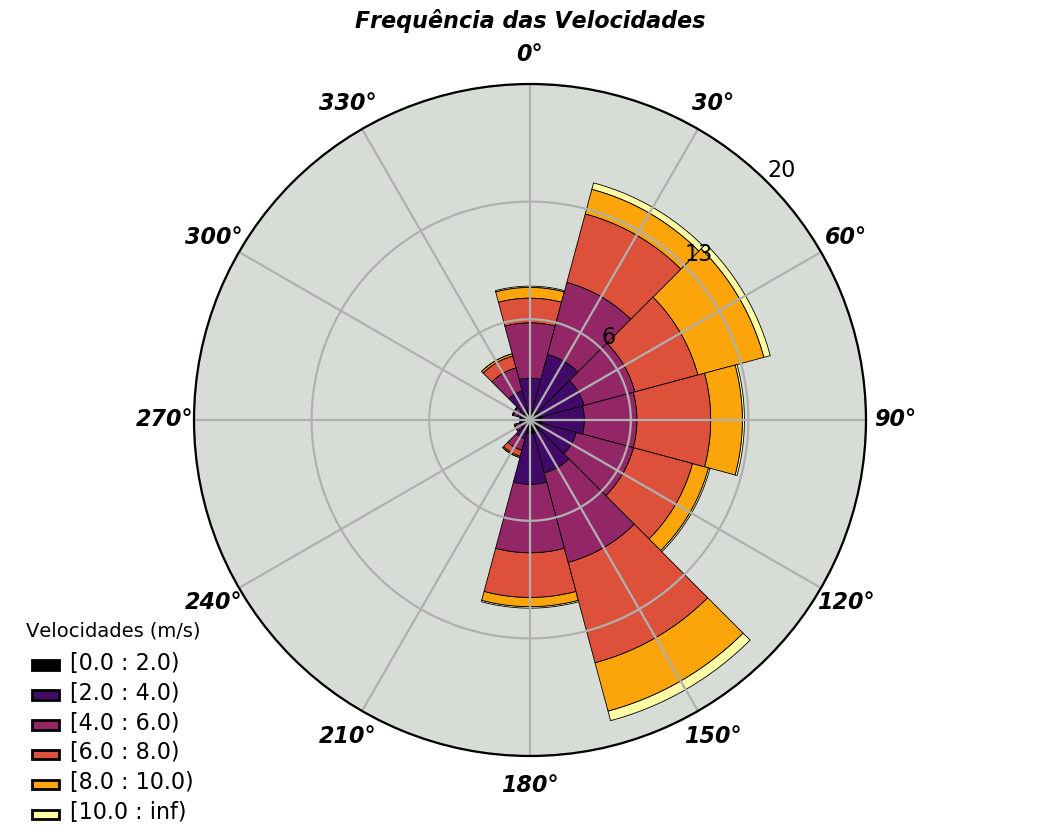 Frequência das Velocidades
0°
330°
30°
20
300°
60°
13
6
270°
90°
240°
120°
210°
150°
180°
Velocidades (m/s)
[0.0 : 2.0)
[2.0 : 4.0)
[4.0 : 6.0)
[6.0 : 8.0)
[8.0 : 10.0)
[10.0 : inf)